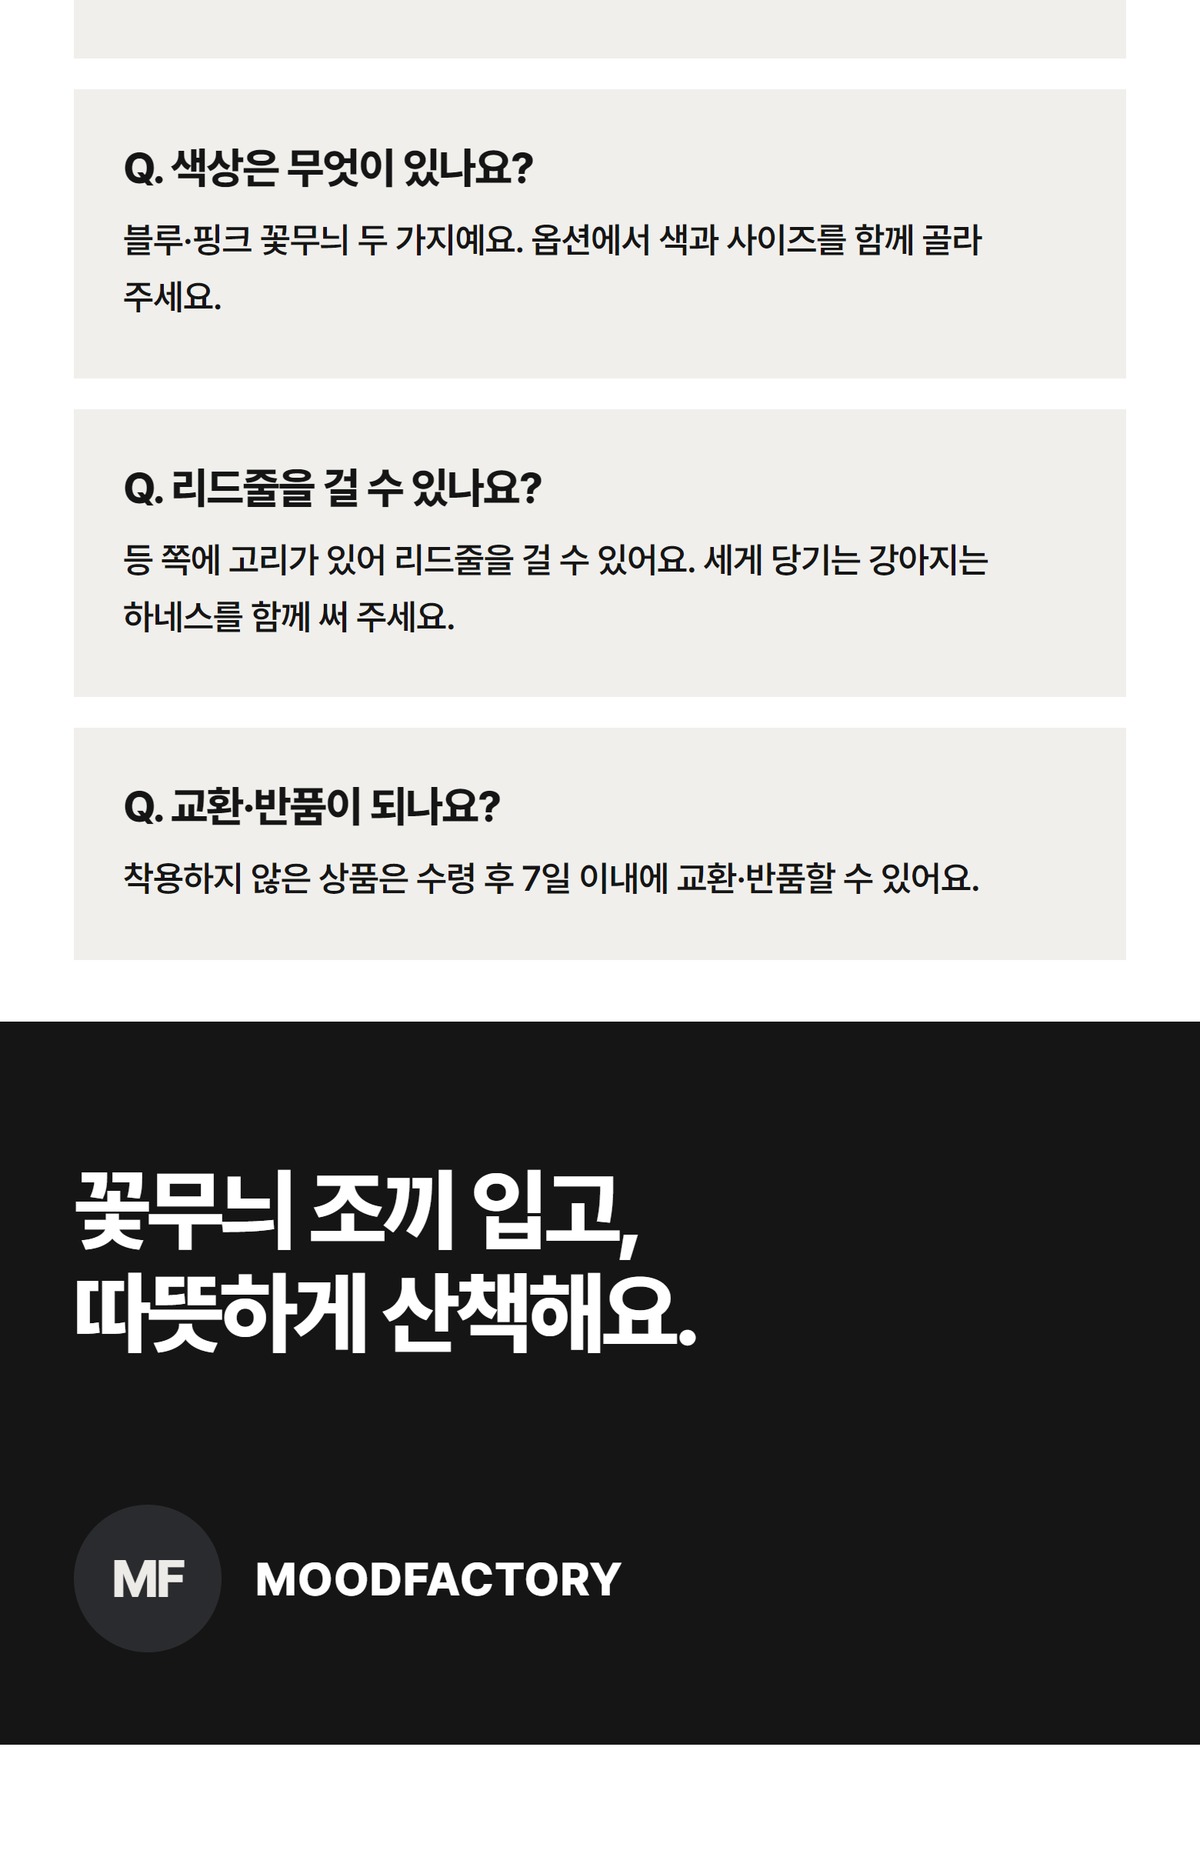 Q. 색상은 무엇이 있나요?
블루·핑크 꽃무늬 두 가지예요. 옵션에서 색과 사이즈를 함께 골라
주세요.
Q. 리드줄을 걸 수 있나요?
등 쪽에 고리가 있어 리드줄을 걸 수 있어요. 세게 당기는 강아지는
하네스를 함께 써 주세요.
Q. 교환·반품이 되나요?
착용하지 않은 상품은 수령 후 7일 이내에 교환·반품할 수 있어요.
꽃무늬 조끼 입고,
따뜻하게 산책해요.
MF MOODFACTORY